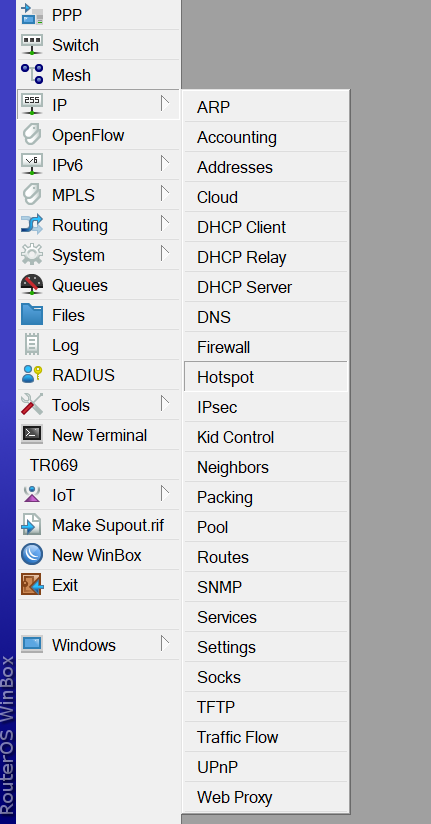 PPP
Switch
Mesh
IP
OpenFlow
IPv6
MPLS
Routing
System
Queues
Files
Log
RADIUS
Tools
New Terminal
TR069
IoT
Make Supout.rif
New WinBox
Exit
Windows
RouterOS WinBox
ARP
Accounting
Addresses
Cloud
DHCP Client
DHCP Relay
DHCP Server
DNS
Firewall
Hotspot
IPsec
Kid Control
Neighbors
Packing
Pool
Routes
SNMP
Services
Settings
Socks
TFTP
Traffic Flow
UPnP
Web Proxy
255
v6